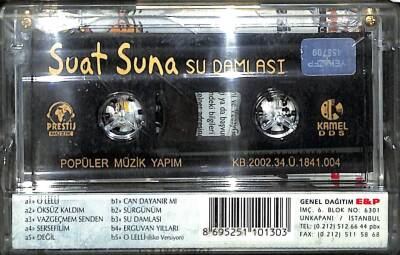 Suat Suna SU DAMLASI
PRESTİJ
MÜZİK
KAMEL
DDS
POPÜLER MÜZİK YAPIM
KB.2002.34.Ü.1841.004
a1• O LELLİ
a2• ÖKSÜZ KALDIM
a3• VAZGEÇMEM SENDEN
a4• SERSEFİLİM
a5• DEĞİL
b1• CAN DAYANIR MI
b2• SÜRGÜNÜM
b3• SU DAMLASI
b4• ERGUVAN YILLARI
b5• O LELLİ
8 695251 101303
GENEL DAĞITIM E&P
İMÇ. 6. BLOK NO: 6301
UNKAPANI / İSTANBUL
TEL: (0.212) 512 66 44 pbx
FAX: (0.212) 511 58 68